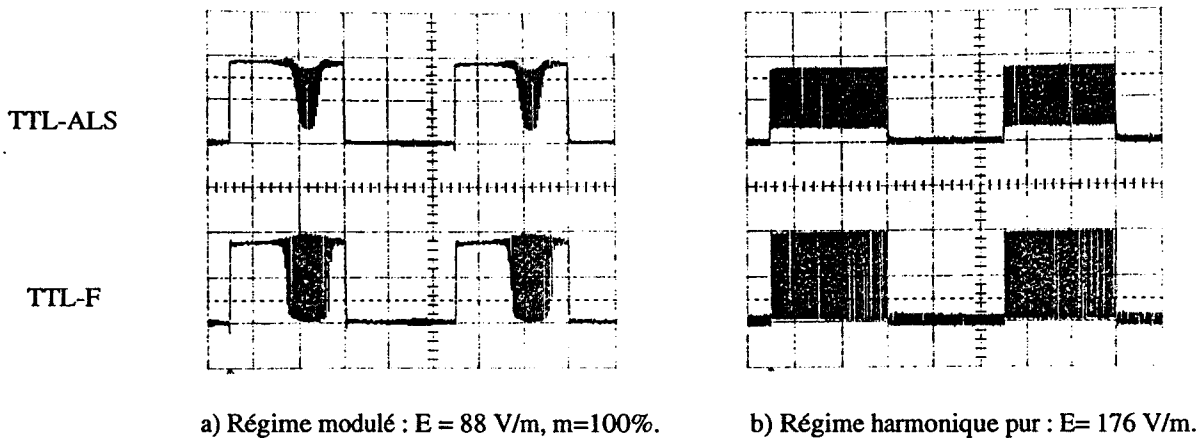 TTL-ALS
TTL-F
a) Régime modulé : E = 88 V/m, m=100%.
b) Régime harmonique pur : E= 176 V/m.